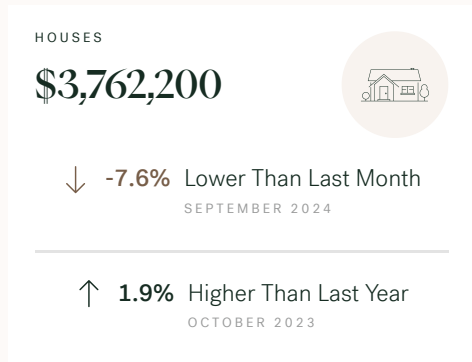 HOUSES
$3,762,200
-7.6% Lower Than Last Month
SEPTEMBER 2024
1.9% Higher Than Last Year
OCTOBER 2023